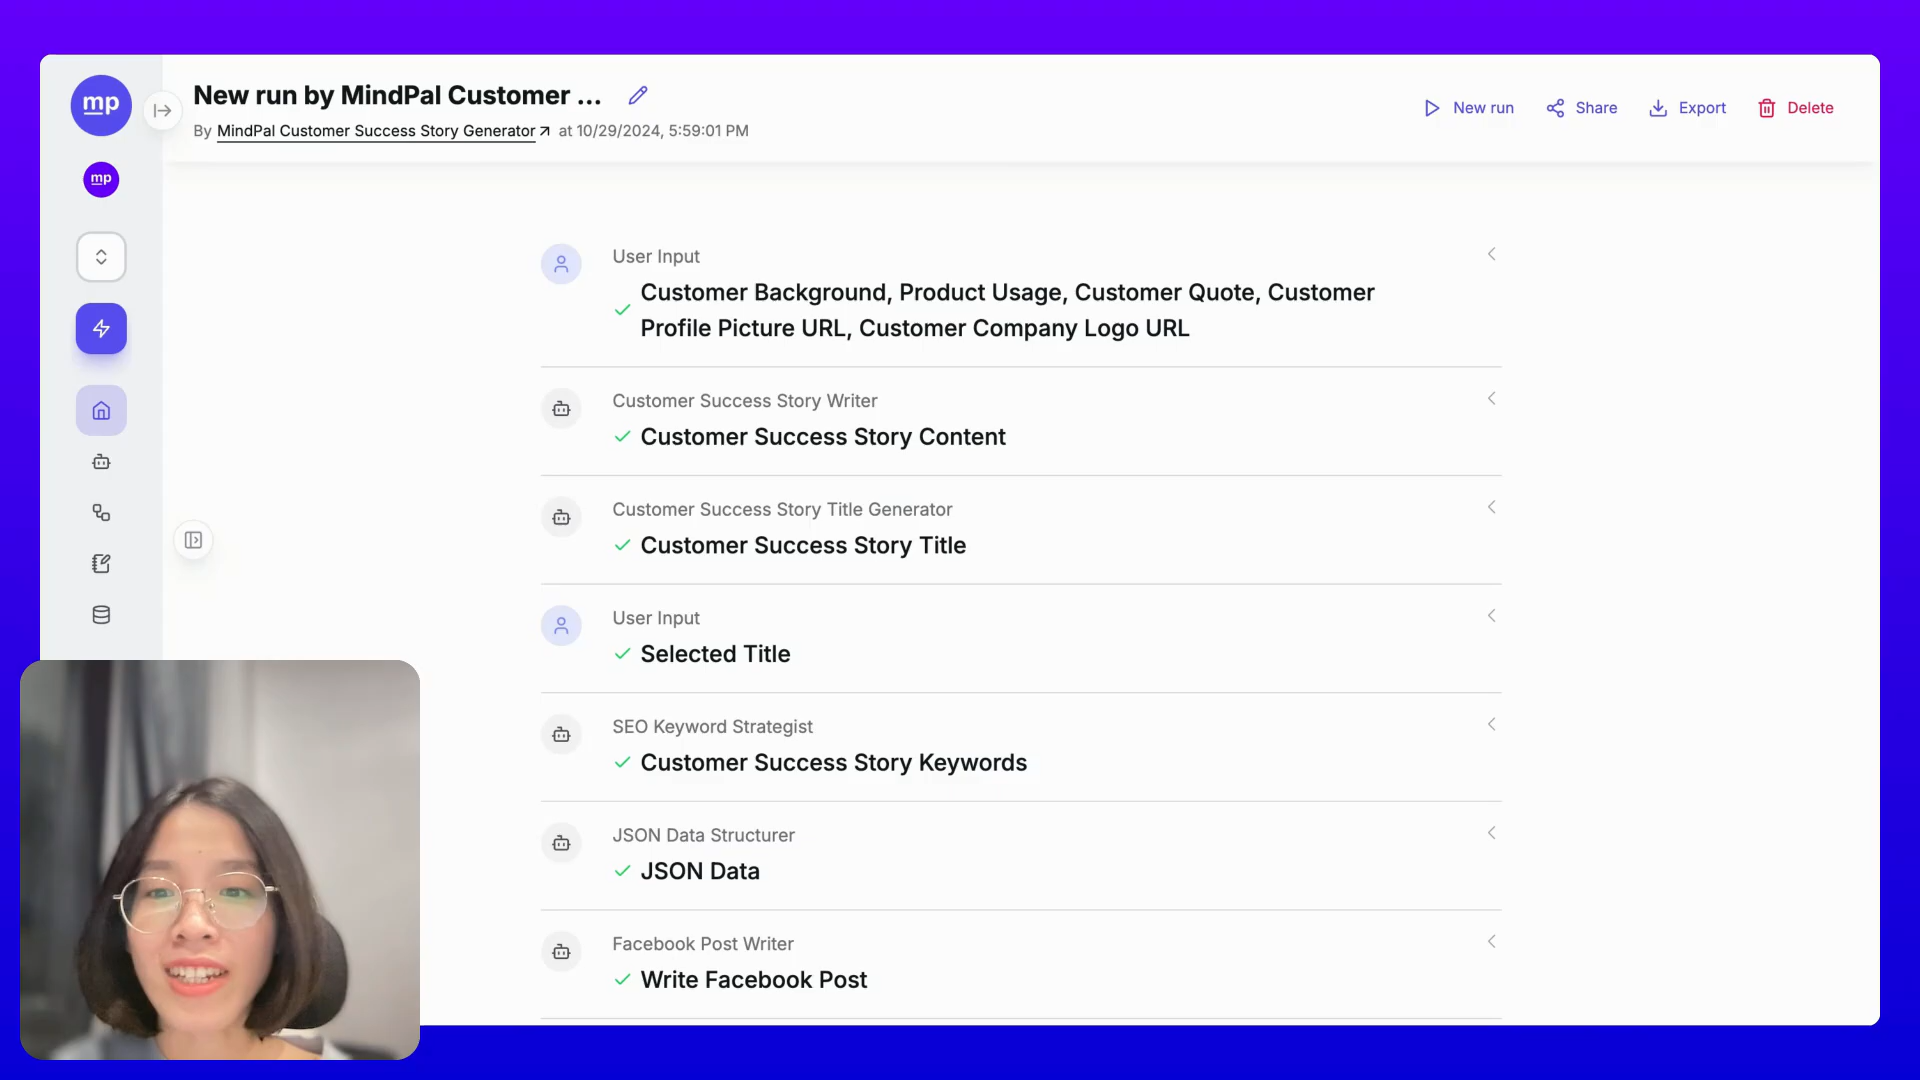 mp
New run by MindPal Customer ...
By MindPal Customer Success Story Generator at 10/29/2024, 5:59:01 PM
New run
Share
Export
Delete
mp
User Input
Customer Background, Product Usage, Customer Quote, Customer
Profile Picture URL, Customer Company Logo URL
Customer Success Story Writer
Customer Success Story Content
Customer Success Story Title Generator
Customer Success Story Title
User Input
Selected Title
SEO Keyword Strategist
Customer Success Story Keywords
JSON Data Structurer
JSON Data
Facebook Post Writer
Write Facebook Post